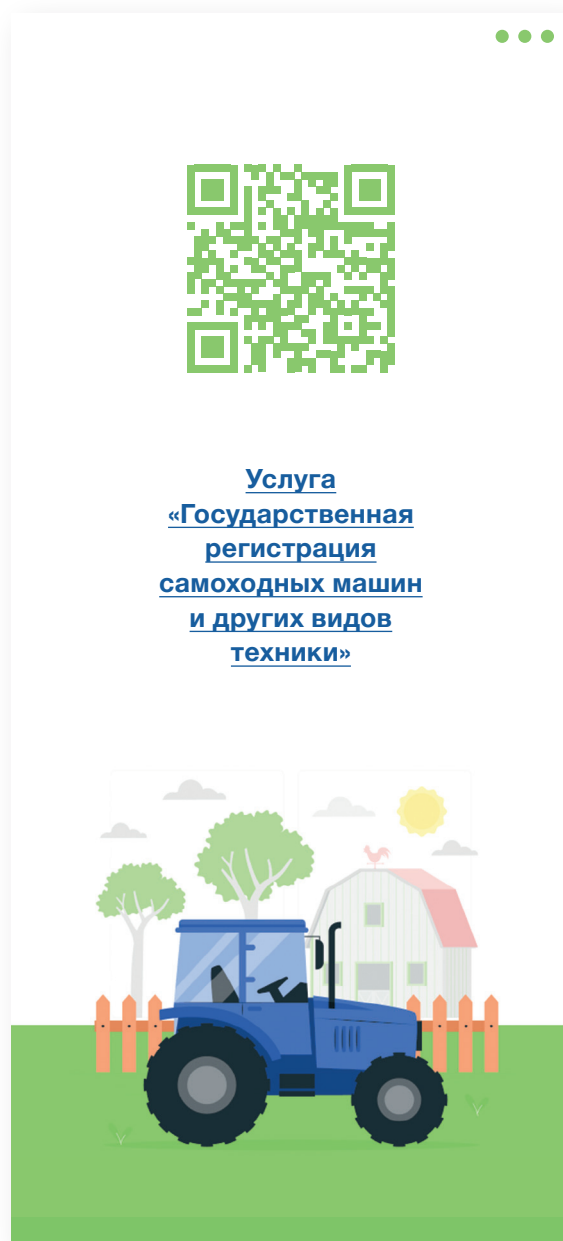 Услуга
«Государственная
регистрация
самоходных машин
и других видов
техники»